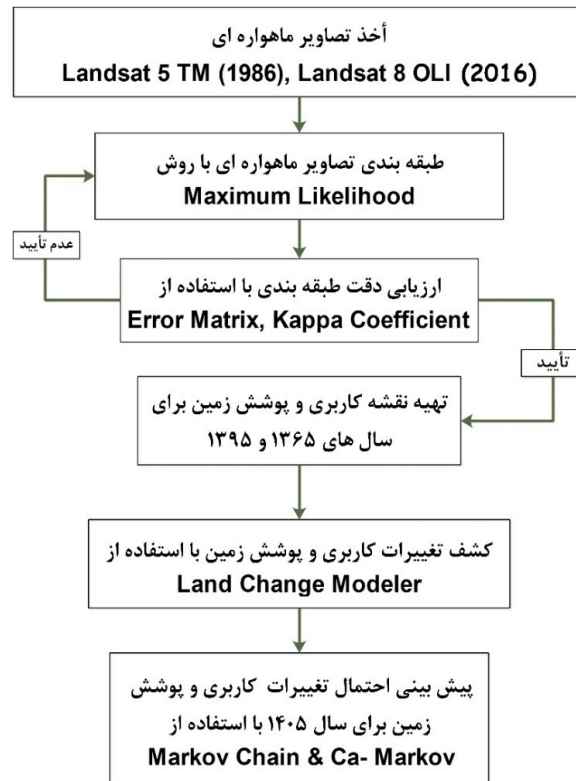 أخذ تصاویر ماهواره ای
Landsat 5 TM (1986), Landsat 8 OLI (2016)
طبقه بندی تصاویر ماهواره ای با روش
Maximum Likelihood
عدم تأیید
ارزیابی دقت طبقه بندی با استفاده از
Error Matrix, Kappa Coefficient
تأیید
تهیه نقشه کاربری و پوشش زمین برای
سال های ۱۳۶۵ و ۱۳۹۵
کشف تغییرات کاربری و پوشش زمین با استفاده از
Land Change Modeler
پیش بینی احتمال تغییرات کاربری و پوشش
زمین برای سال ۱۴۰۵ با استفاده از
Markov Chain & Ca- Markov